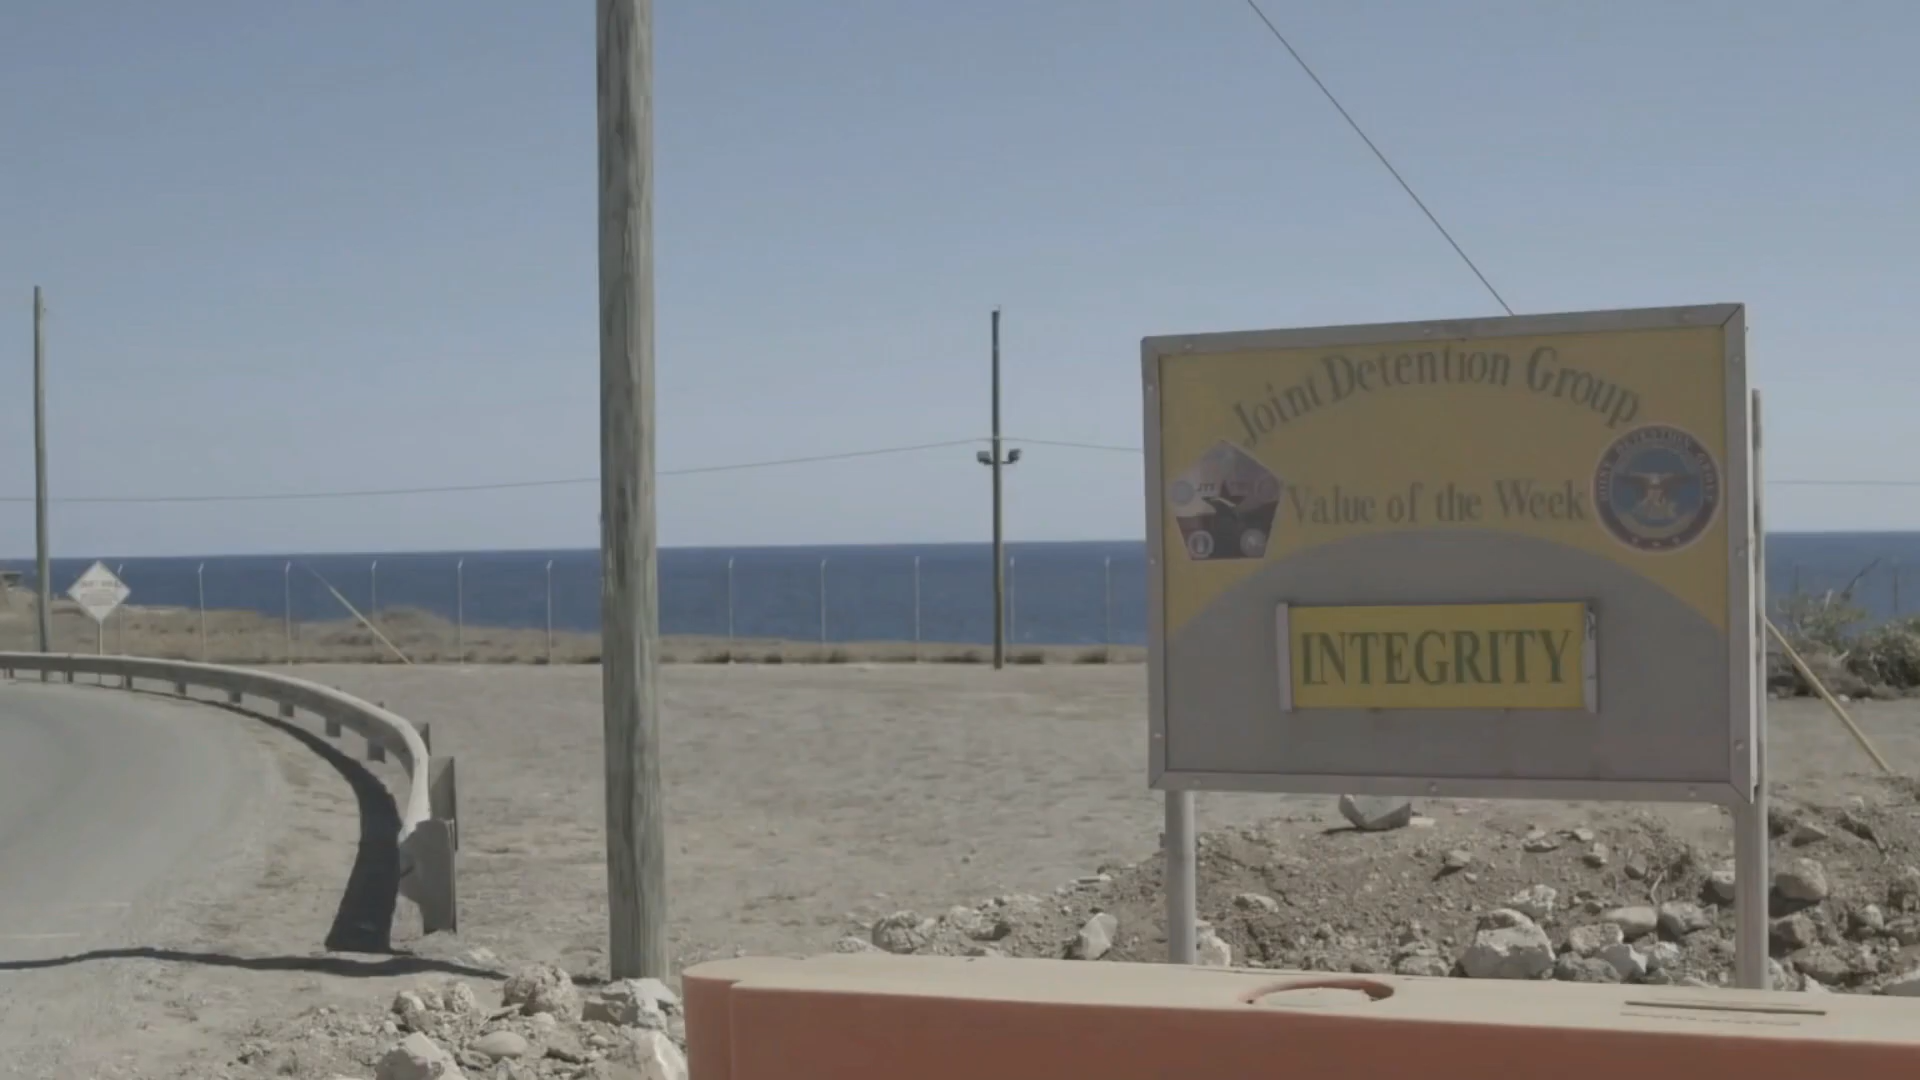 Joint Detention Group
Value of the Week
INTEGRITY